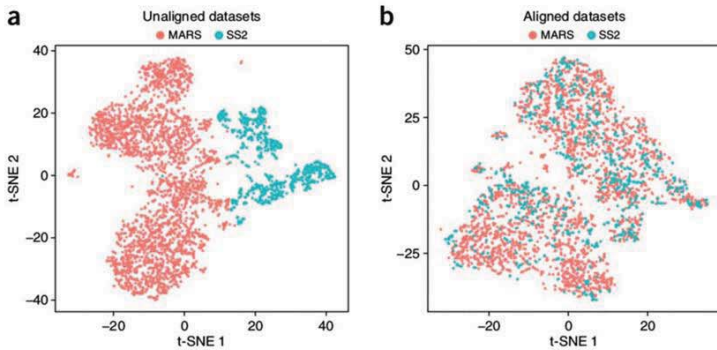 a
Unaligned datasets
MARS SS2
40
20
0
−20
−40
t-SNE 2
−20 0 20 40
t-SNE 1
b
Aligned datasets
MARS SS2
50
25
0
−25
t-SNE 2
−20 0 20
t-SNE 1